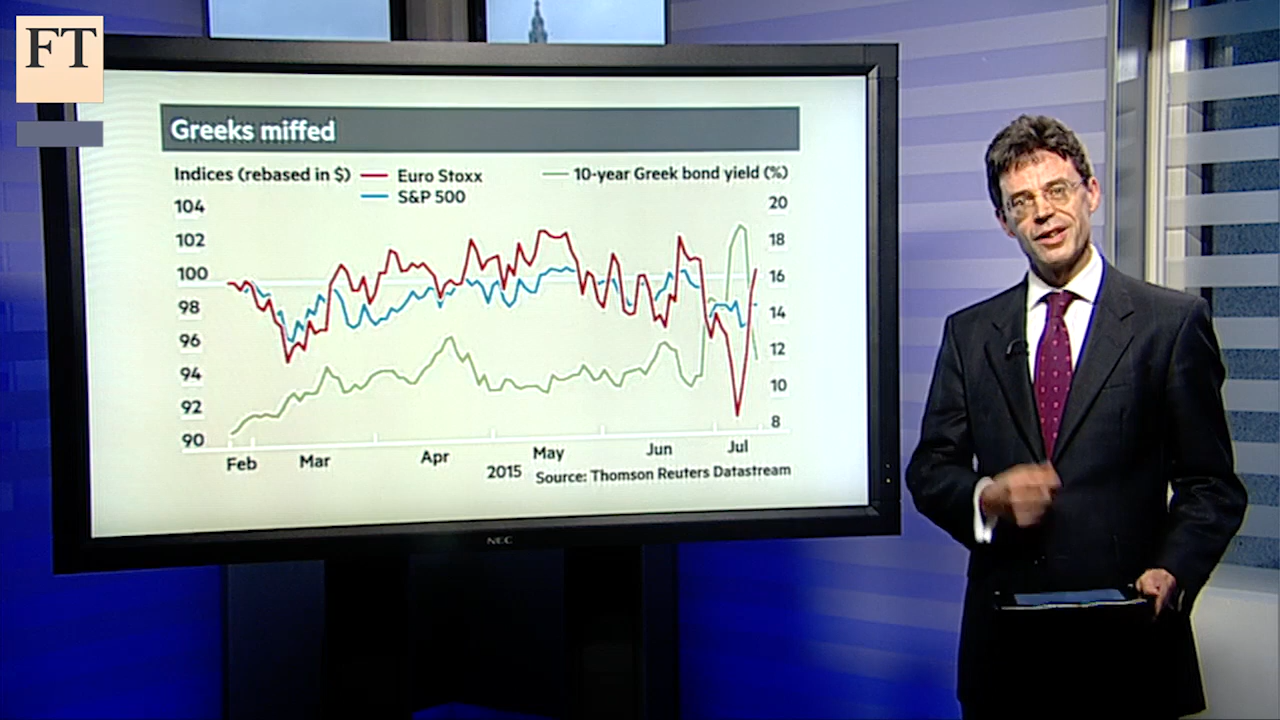 FT
Greeks miffed
Indices (rebased in $) Euro Stoxx 10-year Greek bond yield (%)
S&P 500
104 20
102 18
100 16
98 14
96 12
94 10
92 8
90
Feb Mar Apr May Jun Jul
2015 Source: Thomson Reuters Datastream
NEC